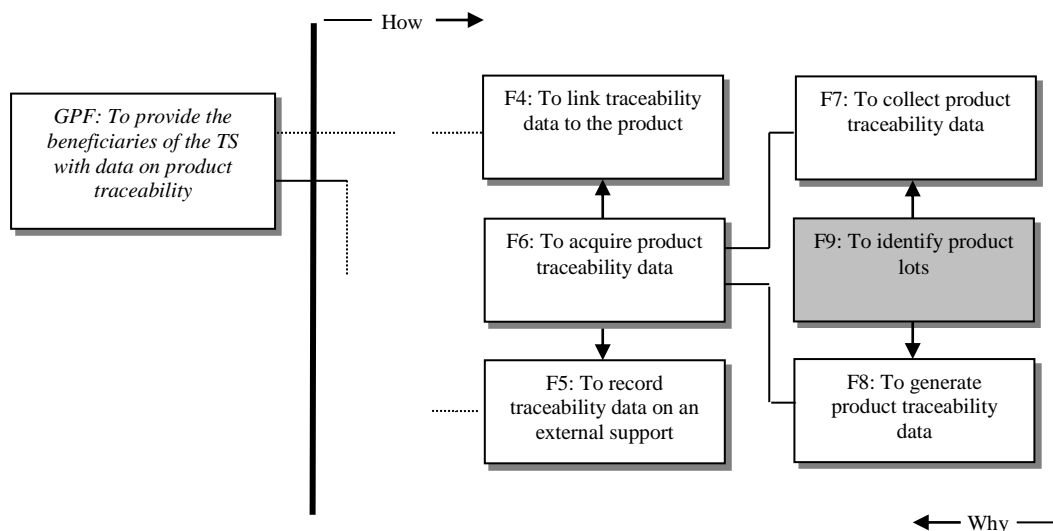 How
GPF: To provide the
beneficiaries of the TS
with data on product
traceability
F4: To link traceability
data to the product
F7: To collect product
traceability data
F6: To acquire product
traceability data
F9: To identify product
lots
F5: To record
traceability data on an
external support
F8: To generate
product traceability
data
Why